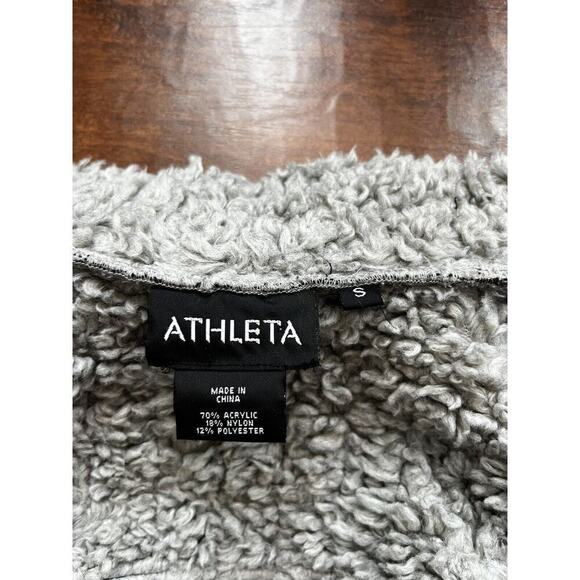 ATHLETA
S
MADE IN
CHINA
70% ACRYLIC
18% NYLON
12% POLYESTER